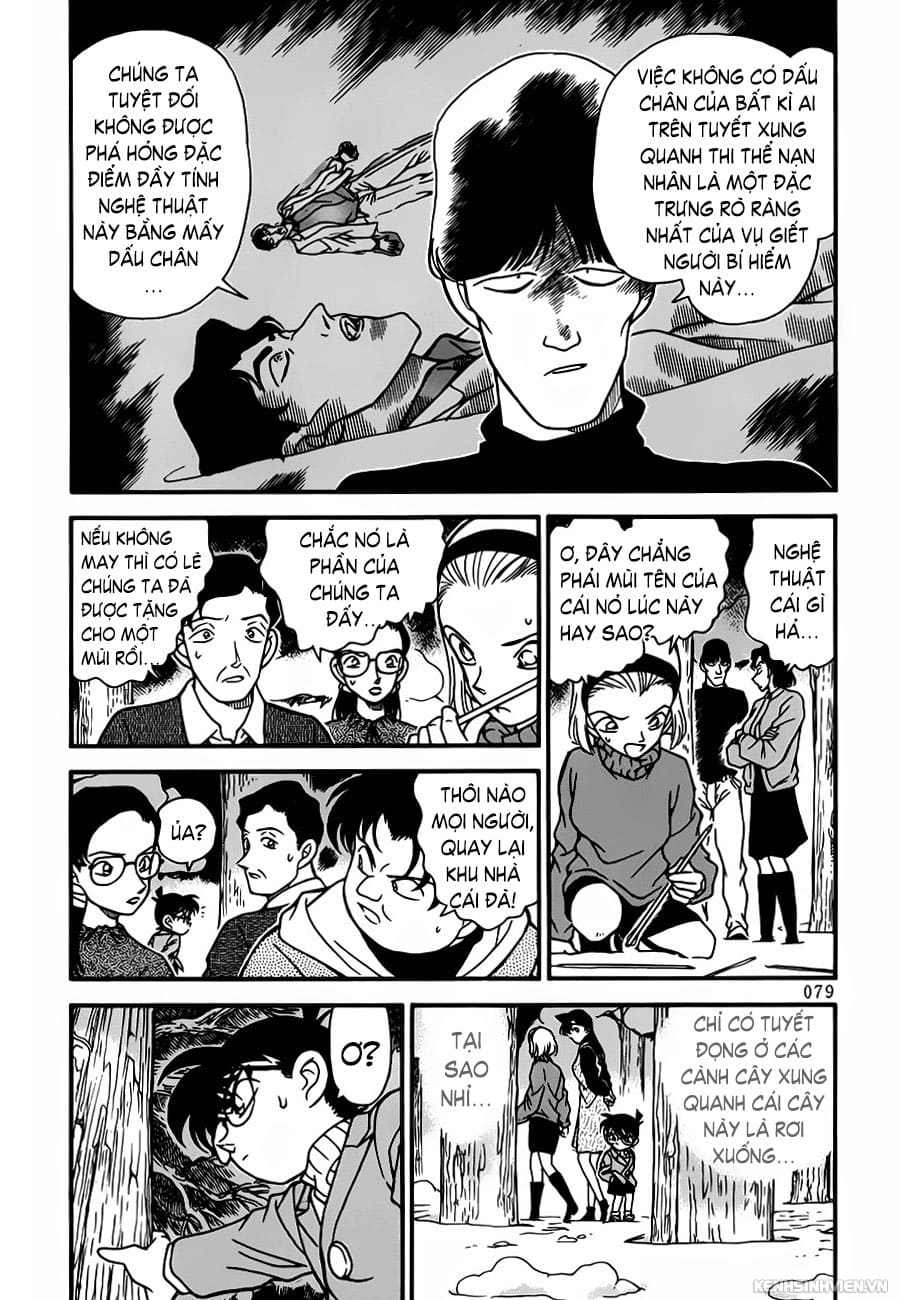 VIỆC KHÔNG CÓ DẤU
CHÂN CỦA BẤT KÌ AI
TRÊN TUYẾT XUNG
QUANH THI THỂ NẠN
NHÂN LÀ MỘT ĐẶC
TRƯNG RÕ RÀNG
NHẤT CỦA VỤ GIẾT
NGƯỜI BÍ HIỂM
NÀY...
CHÚNG TA
TUYỆT ĐỐI
KHÔNG ĐƯỢC
PHÁ HỎNG ĐẶC
ĐIỂM ĐẦY TÍNH
NGHỆ THUẬT
NÀY BẰNG MẤY
DẤU CHÂN
...
NGHỆ
THUẬT
CÁI GÌ
HẢ...
Ơ, ĐÂY CHẲNG
PHẢI MŨI TÊN CỦA
CÁI NỎ LÚC NÀY
HAY SAO?
CHẮC NÓ LÀ
PHẦN CỦA
CHÚNG TA
ĐẤY...
NẾU KHÔNG
MAY THÌ CÓ LẼ
CHÚNG TA ĐÃ
ĐƯỢC TẶNG
CHO MỘT
MŨI RỒI...
THÔI NÀO
MỌI NGƯỜI,
QUAY LẠI
KHU NHÀ
CÁI ĐÃ!
ỦA?
079
CHỈ CÓ TUYẾT
ĐỌNG Ở CÁC
CÀNH CÂY XUNG
QUANH CÁI CÂY
NÀY LÀ RƠI
XUỐNG...
TẠI
SAO
NHỈ...
Ơ?
KENHSINHVIEN.VN